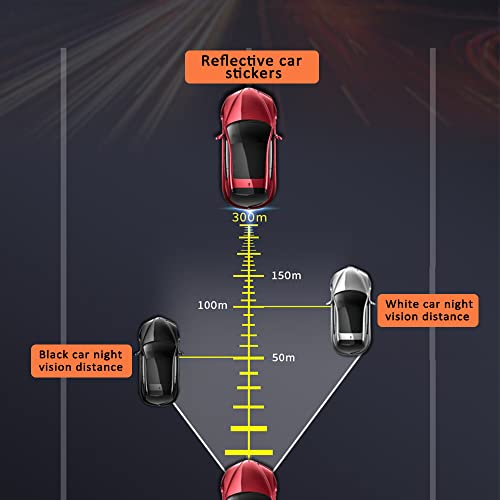 Reflective car
stickers
300m
150m
100m
White car night
vision distance
Black car night
vision distance
50m